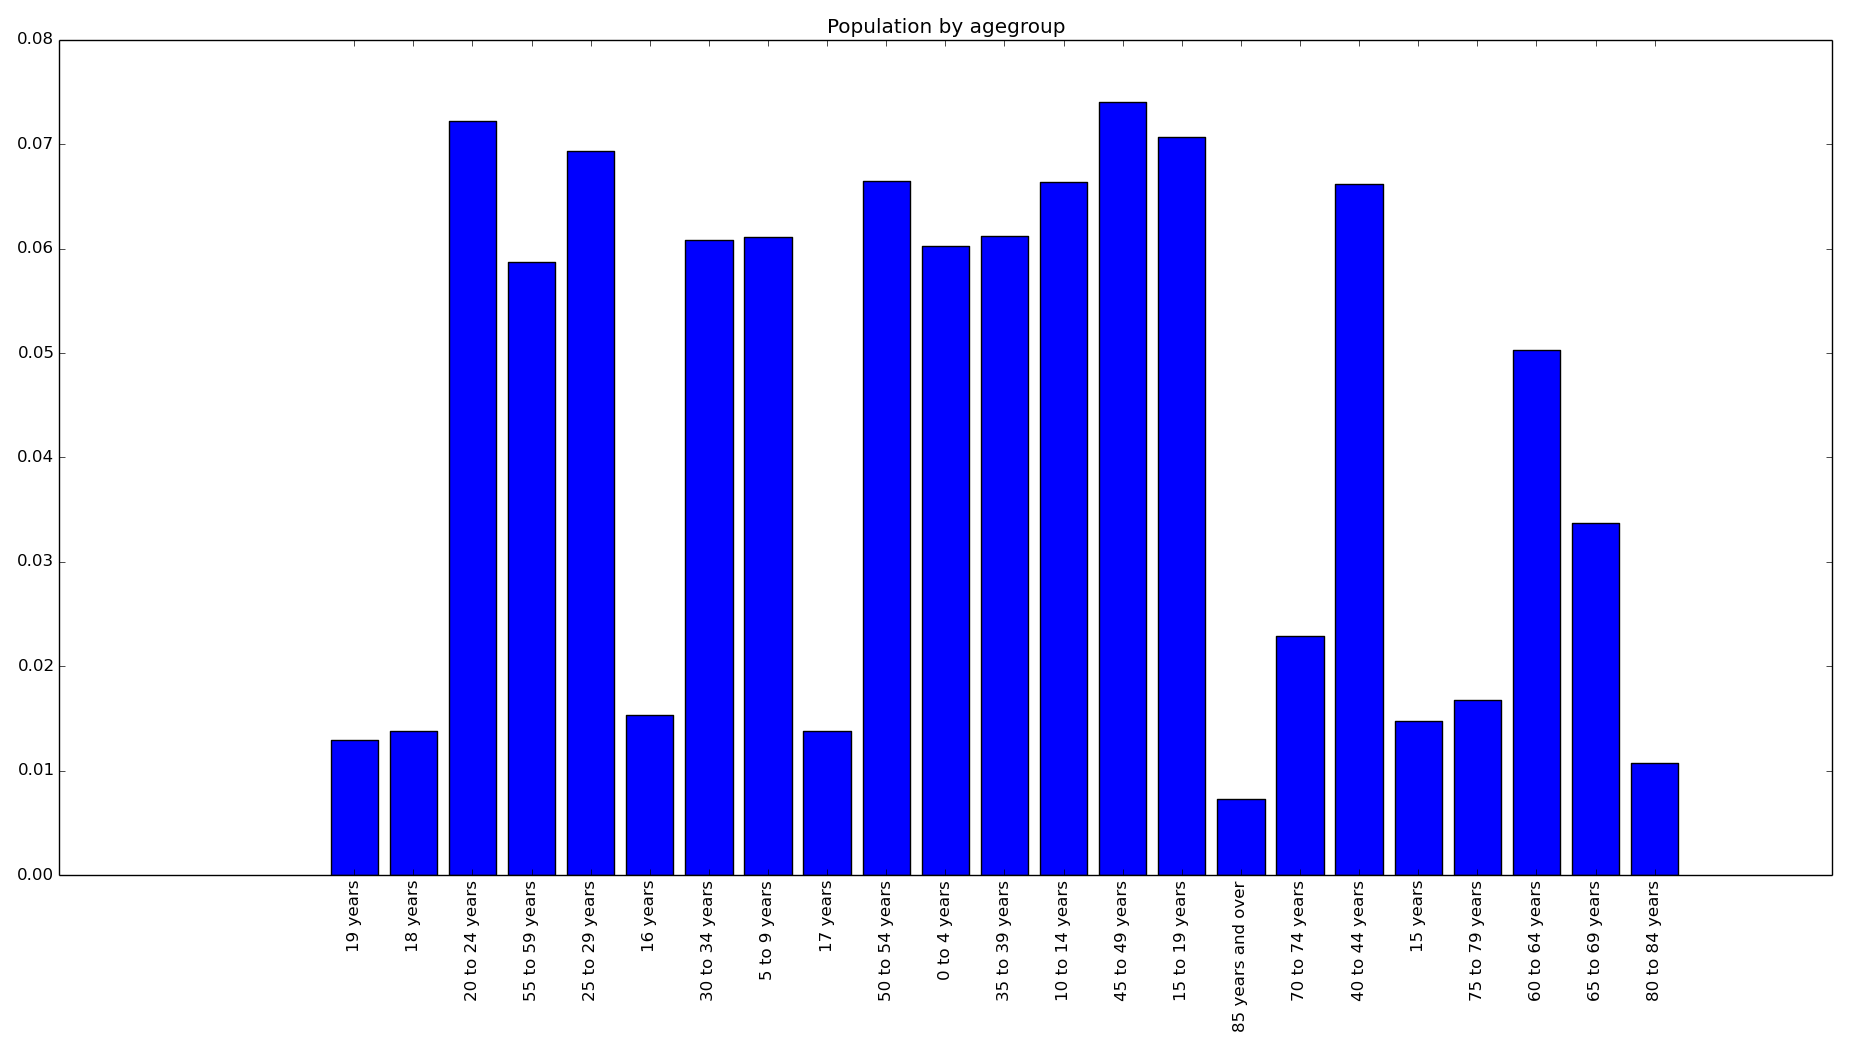 Population by agegroup
0.08
0.07
0.06
0.05
0.04
0.03
0.02
0.01
0.00
19 years
18 years
20 to 24 years
55 to 59 years
25 to 29 years
16 years
30 to 34 years
5 to 9 years
17 years
50 to 54 years
0 to 4 years
35 to 39 years
10 to 14 years
45 to 49 years
15 to 19 years
85 years and over
70 to 74 years
40 to 44 years
15 years
75 to 79 years
60 to 64 years
65 to 69 years
80 to 84 years